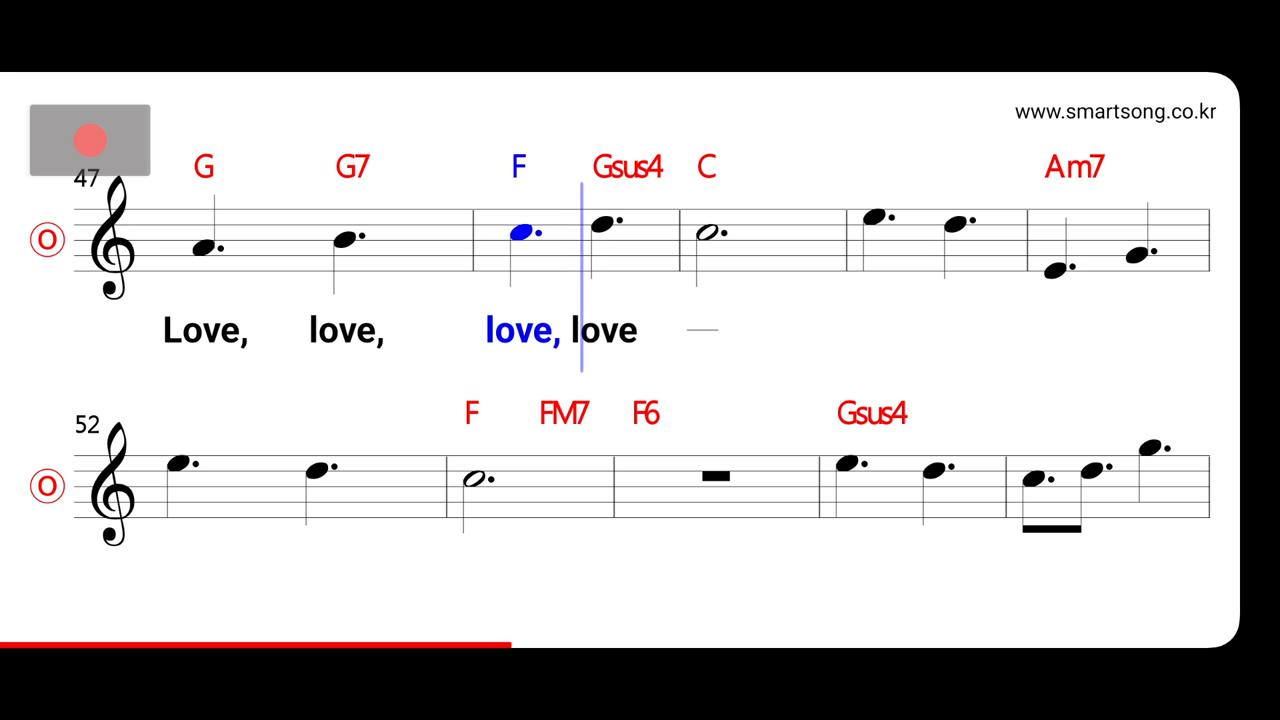 www.smartsong.co.kr
G G7 F Gsus4 C Am7
47
O
Love, love, love, love
F FM7 F6 Gsus4
52
O